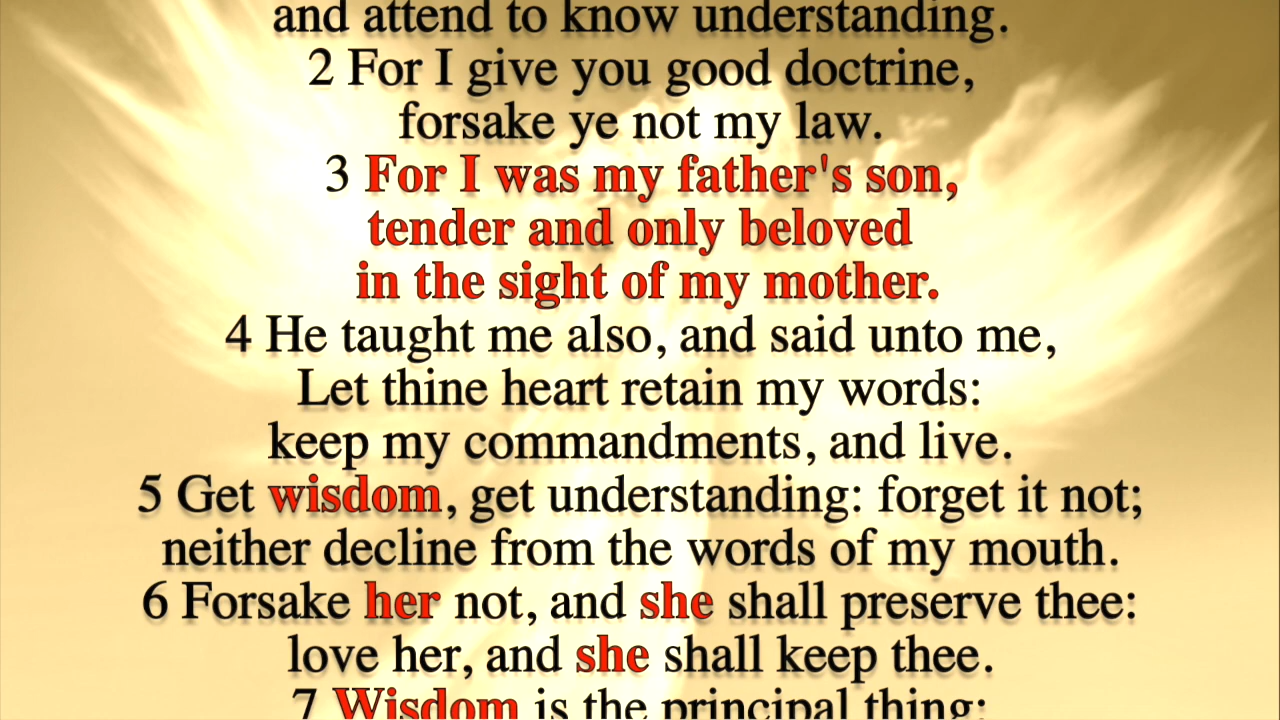 and attend to know understanding.
2 For I give you good doctrine,
forsake ye not my law.
3 For I was my father's son,
tender and only beloved
in the sight of my mother.
4 He taught me also, and said unto me,
Let thine heart retain my words:
keep my commandments, and live.
5 Get wisdom, get understanding: forget it not;
neither decline from the words of my mouth.
6 Forsake her not, and she shall preserve thee:
love her, and she shall keep thee.
7 Wisdom is the principal thing;